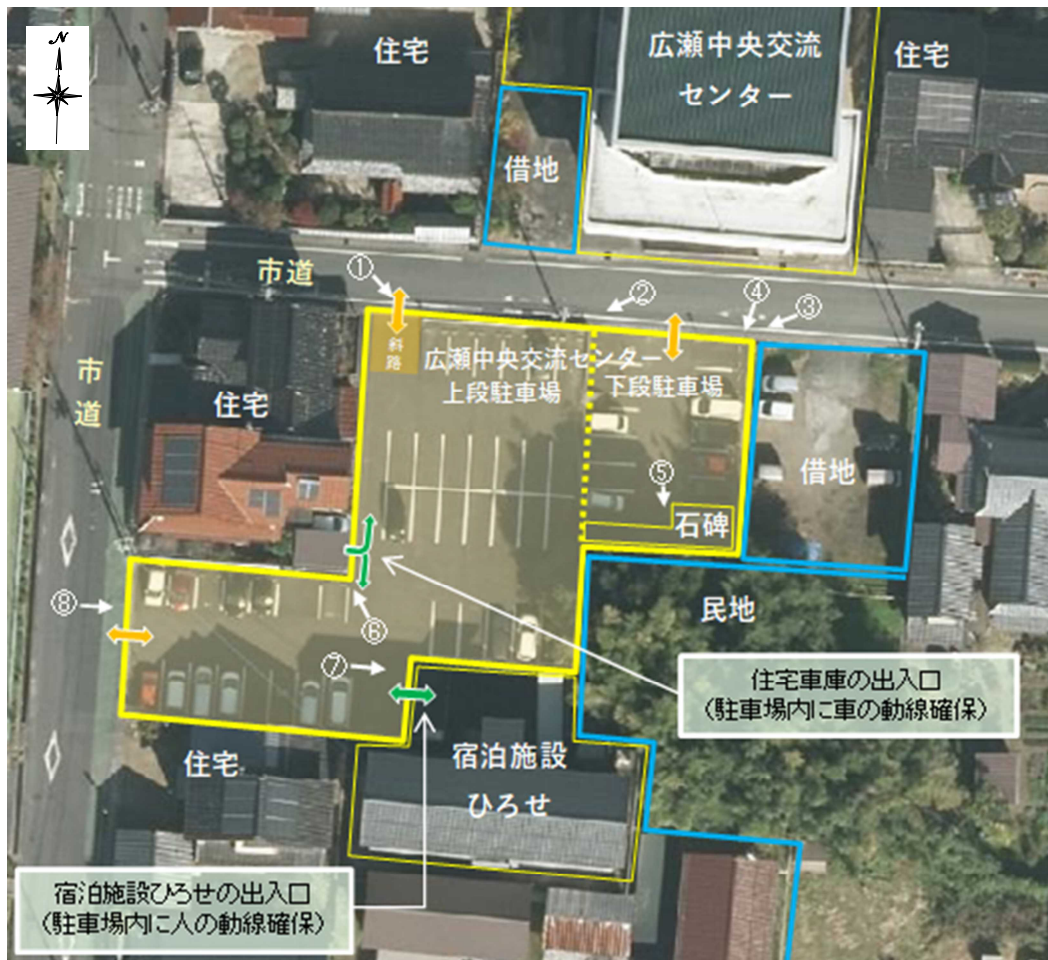 N
住宅
広瀬中央交流
センター
住宅
借地
市道
①
②
④
③
斜
路
広瀬中央交流センター
上段駐車場
下段駐車場
市
道
住宅
⑤
石碑
借地
⑧
⑥
民地
⑦
住宅車庫の出入口
(駐車場内に車の動線確保)
住宅
宿泊施設
ひろせ
宿泊施設ひろせの出入口
(駐車場内に人の動線確保)